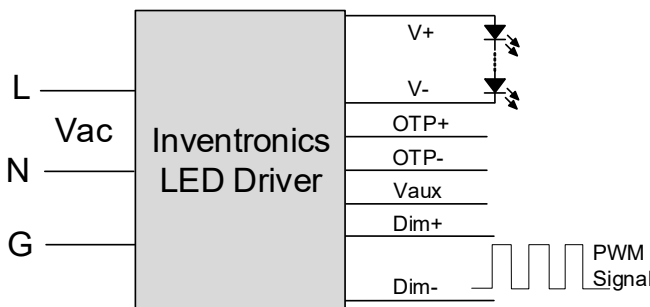 L
Vac
N
G
Inventronics
LED Driver
V+
V-
OTP+
OTP-
Vaux
Dim+
Dim-
PWM
Signal